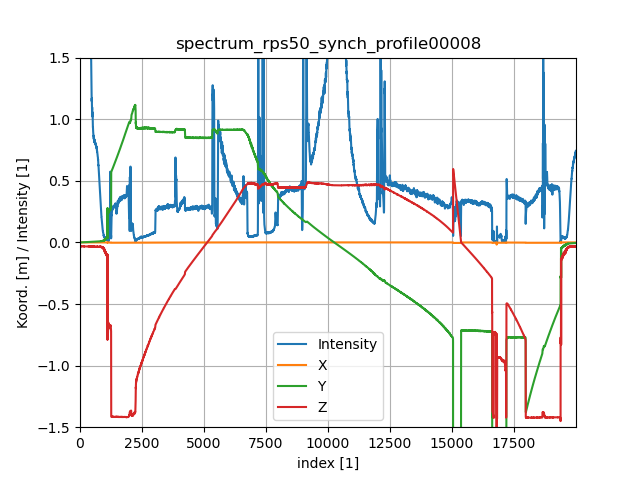 spectrum_rps50_synch_profile00008
Koord. [m] / Intensity [1]
1.5
1.0
0.5
0.0
−0.5
−1.0
−1.5
Intensity
X
Y
Z
0 2500 5000 7500 10000 12500 15000 17500
index [1]